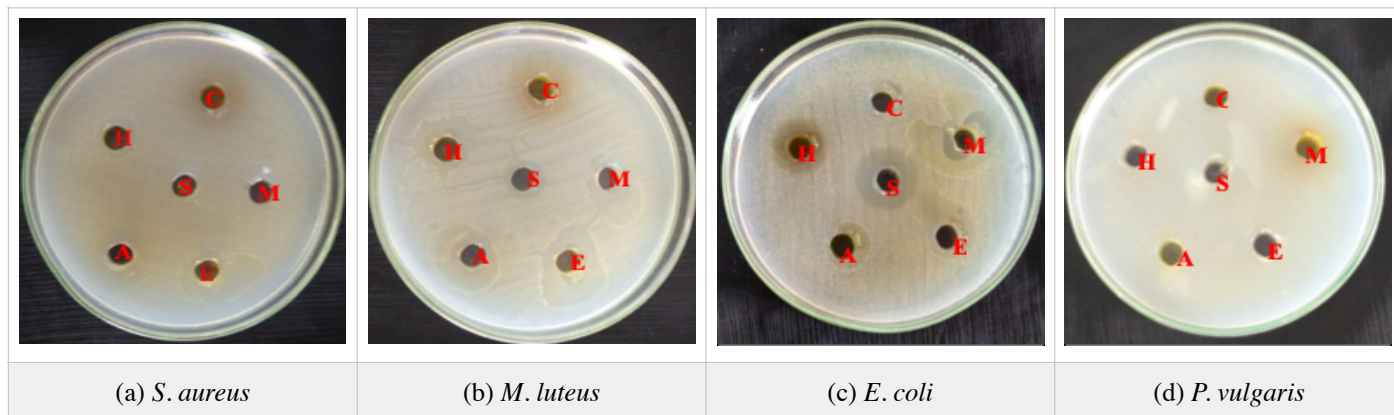 C
H
S
M
A
E
C
H
S
M
A
E
C
H
M
S
A
E
C
H
M
S
A
E
(a) S. aureus
(b) M. luteus
(c) E. coli
(d) P. vulgaris